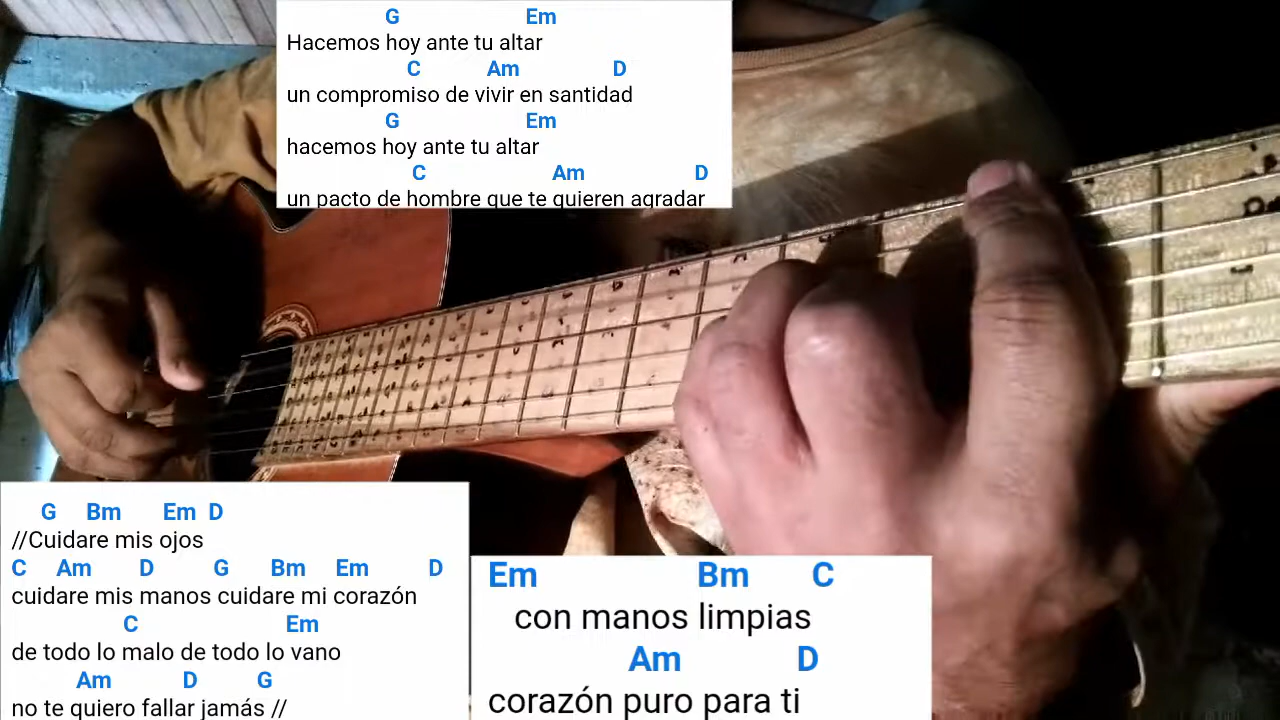 G Em
Hacemos hoy ante tu altar
C Am D
un compromiso de vivir en santidad
G Em
hacemos hoy ante tu altar
C Am D
un pacto de hombre que te quieren agradar
G Bm Em D
//Cuidare mis ojos
C Am D G Bm Em D
cuidare mis manos cuidare mi corazón
C Em
de todo lo malo de todo lo vano
Am D G
no te quiero fallar jamás //
Em Bm C
con manos limpias
Am D
corazón puro para ti